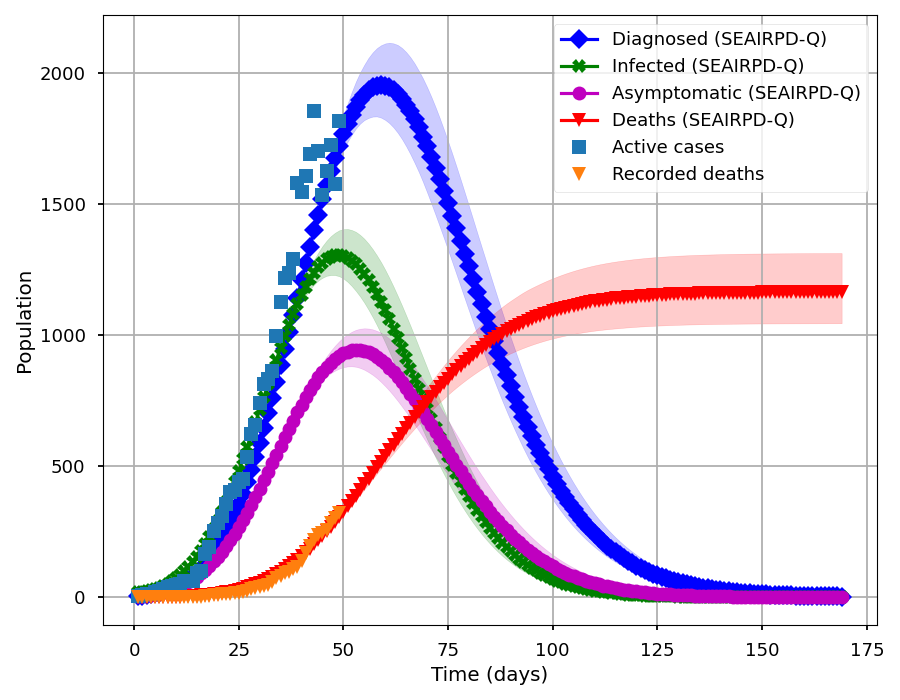 Diagnosed (SEAIRPD-Q)
Infected (SEAIRPD-Q)
Asymptomatic (SEAIRPD-Q)
Deaths (SEAIRPD-Q)
Active cases
Recorded deaths
Population
2000
1500
1000
500
0
0 25 50 75 100 125 150 175
Time (days)